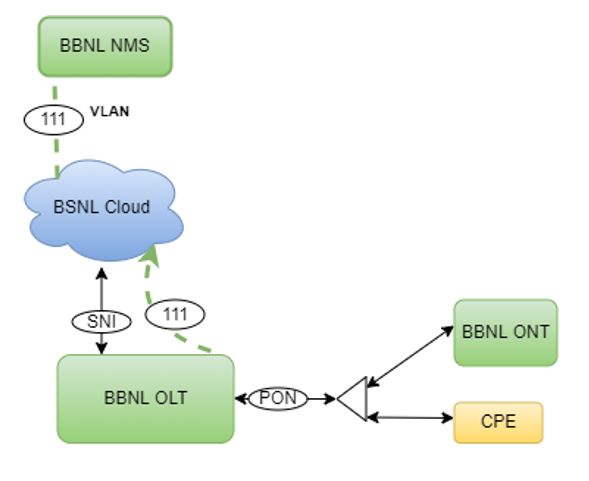 BBNL NMS
111
VLAN
BSNL Cloud
SNI
111
BBNL OLT
PON
BBNL ONT
CPE